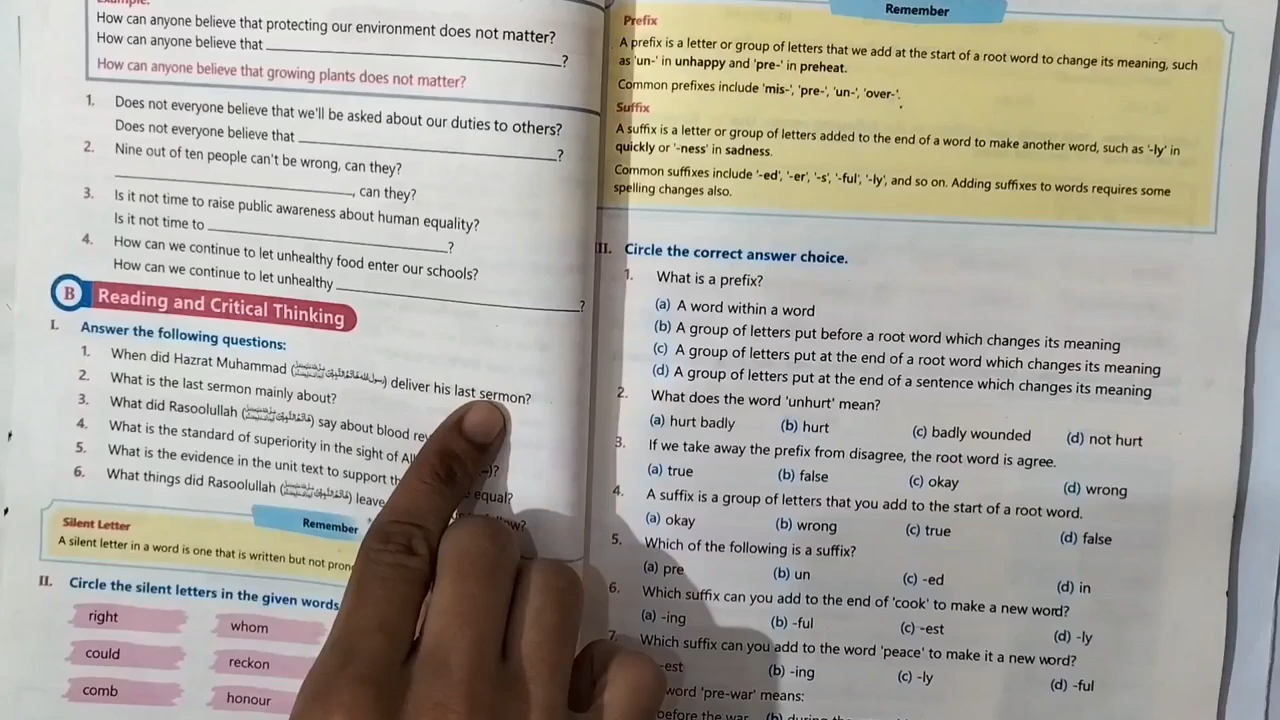 Example:
How can anyone believe that protecting our environment does not matter?
How can anyone believe that ____________________?
How can anyone believe that growing plants does not matter?
1. Does not everyone believe that we'll be asked about our duties to others?
Does not everyone believe that ____________________?
2. Nine out of ten people can't be wrong, can they?
____________________, can they?
3. Is it not time to raise public awareness about human equality?
Is it not time to ____________________?
4. How can we continue to let unhealthy food enter our schools?
How can we continue to let unhealthy ____________________?
B Reading and Critical Thinking
I. Answer the following questions:
1. When did Hazrat Muhammad () deliver his last sermon?
2. What is the last sermon mainly about?
3. What did Rasoolullah () say about blood
4. What is the standard of superiority in the sight of
5. What is the evidence in the unit text to support equal?
6. What things did Rasoolullah ()
Remember
Silent Letter
A silent letter in a word is one that is written but not
II. Circle the silent letters in the given words
right whom
could reckon
comb honour
Remember
Prefix
A prefix is a letter or group of letters that we add at the start of a root word to change its meaning, such
as 'un-' in unhappy and 'pre-' in preheat.
Common prefixes include 'mis-', 'pre-', 'un-', 'over-'.
Suffix
A suffix is a letter or group of letters added to the end of a word to make another word, such as '-ly' in
quickly or '-ness' in sadness.
Common suffixes include '-ed', '-er', '-s', '-ful', '-ly', and so on. Adding suffixes to words requires some
spelling changes also.
III. Circle the correct answer choice.
1. What is a prefix?
(a) A word within a word
(b) A group of letters put before a root word which changes its meaning
(c) A group of letters put at the end of a root word which changes its meaning
(d) A group of letters put at the end of a sentence which changes its meaning
2. What does the word 'unhurt' mean?
(a) hurt badly (b) hurt (c) badly wounded (d) not hurt
3. If we take away the prefix from disagree, the root word is agree.
(a) true (b) false (c) okay (d) wrong
4. A suffix is a group of letters that you add to the start of a root word.
(a) okay (b) wrong (c) true (d) false
5. Which of the following is a suffix?
(a) pre (b) un (c) -ed (d) in
6. Which suffix can you add to the end of 'cook' to make a new word?
(a) -ing (b) -ful (c) -est (d) -ly
7. Which suffix can you add to the word 'peace' to make it a new word?
-est (b) -ing (c) -ly (d) -ful
word 'pre-war' means:
before the war (b)